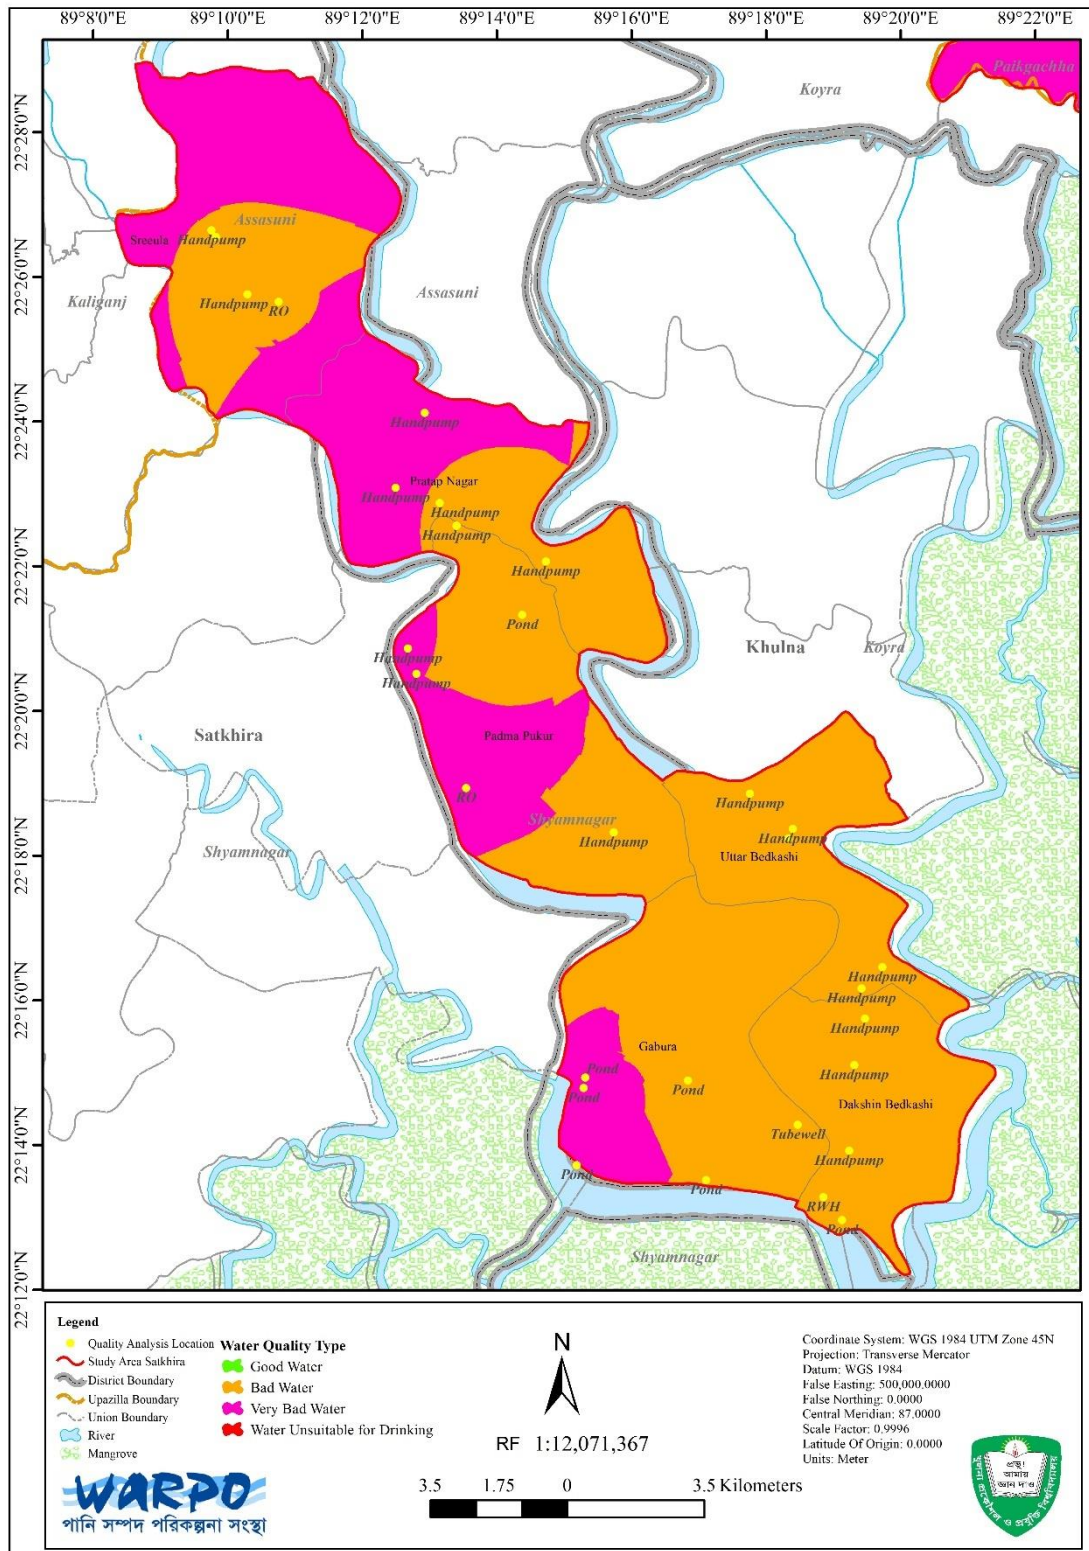 89°8'0"E 89°10'0"E 89°12'0"E 89°14'0"E 89°16'0"E 89°18'0"E 89°20'0"E 89°22'0"E
22°28'0"N
22°26'0"N
22°24'0"N
22°22'0"N
22°20'0"N
22°18'0"N
22°16'0"N
22°14'0"N
22°12'0"N
Paikgachha
Koyra
Assasuni
Sreeula
Handpump
Kaliganj
Assasuni
Handpump
RO
Handpump
Pratap Nagar
Handpump
Handpump
Handpump
Handpump
Pond
Khulna
Koyra
Handpump
Handpump
Satkhira
Padma Pukur
RO
Handpump
Shyamnagar
Handpump
Handpump
Uttar Bedkashi
Shyamnagar
Handpump
Handpump
Handpump
Gabura
Pond
Handpump
Pond
Pond
Dakshin Bedkashi
Tubewell
Handpump
Pond
Pond
RWH
Pond
Shyamnagar
Legend
Quality Analysis Location
Study Area Satkhira
District Boundary
Upazilla Boundary
Union Boundary
River
Mangrove
Water Quality Type
Good Water
Bad Water
Very Bad Water
Water Unsuitable for Drinking
N
RF 1:12,071,367
3.5 1.75 0 3.5 Kilometers
Coordinate System: WGS 1984 UTM Zone 45N
Projection: Transverse Mercator
Datum: WGS 1984
False Easting: 500,000.0000
False Northing: 0.0000
Central Meridian: 87.0000
Scale Factor: 0.9996
Latitude Of Origin: 0.0000
Units: Meter
WARPO
পানি সম্পদ পরিকল্পনা সংস্থা
প্রভু!
আমায়
জ্ঞান দাও
খুলনা প্রকৌশল ও প্রযুক্তি বিশ্ববিদ্যালয়